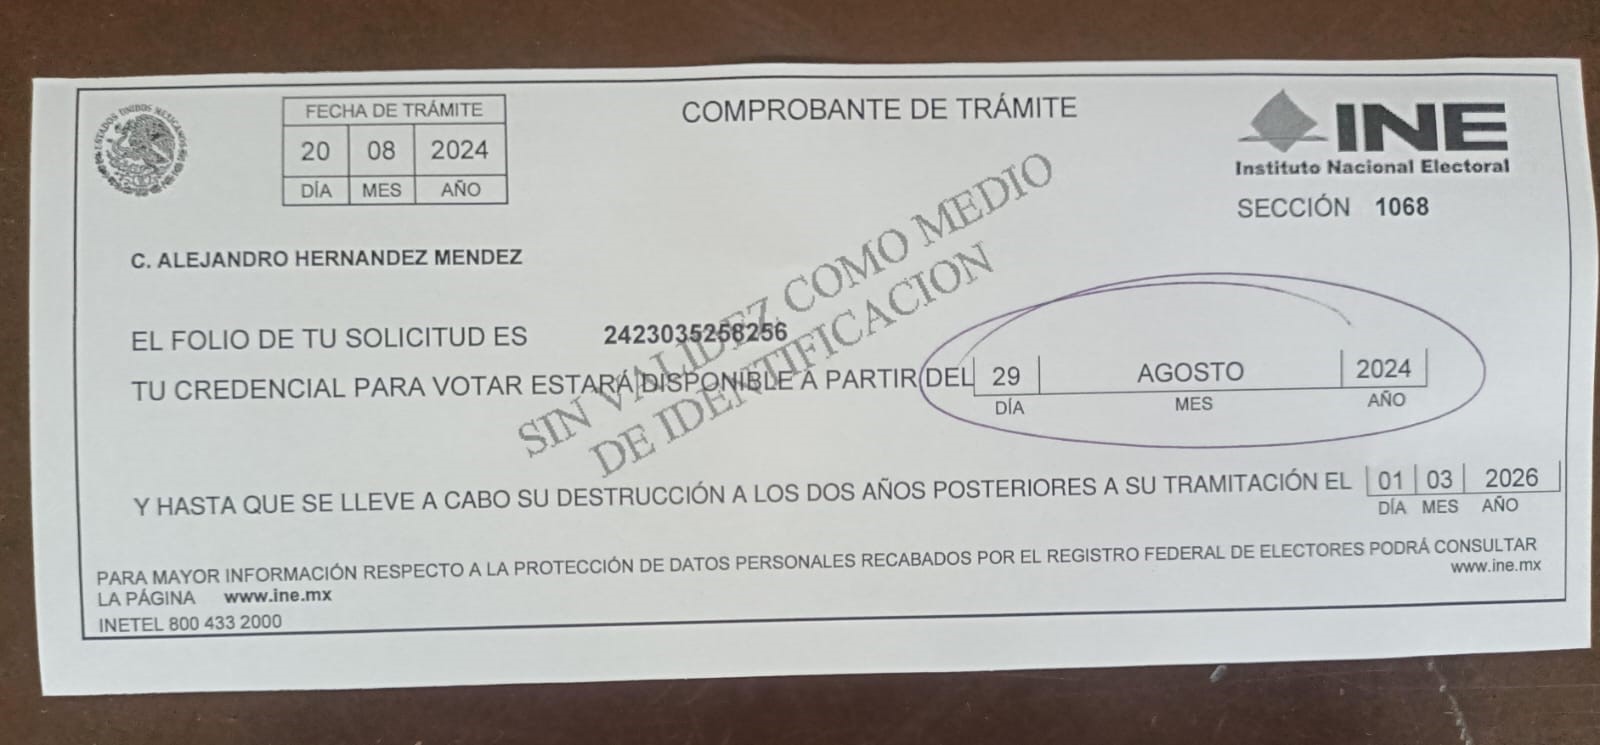 ESTADOS UNIDOS MEXICANOS
FECHA DE TRÁMITE
20 08 2024
DÍA MES AÑO
COMPROBANTE DE TRÁMITE
INE
Instituto Nacional Electoral
SECCIÓN 1068
C. ALEJANDRO HERNANDEZ MENDEZ
SIN VALIDEZ COMO MEDIO
DE IDENTIFICACION
EL FOLIO DE TU SOLICITUD ES 2423035258256
TU CREDENCIAL PARA VOTAR ESTARÁ DISPONIBLE A PARTIR DEL 29 AGOSTO 2024
DÍA MES AÑO
Y HASTA QUE SE LLEVE A CABO SU DESTRUCCIÓN A LOS DOS AÑOS POSTERIORES A SU TRAMITACIÓN EL 01 03 2026
DÍA MES AÑO
PARA MAYOR INFORMACIÓN RESPECTO A LA PROTECCIÓN DE DATOS PERSONALES RECABADOS POR EL REGISTRO FEDERAL DE ELECTORES PODRÁ CONSULTAR
LA PÁGINA www.ine.mx www.ine.mx
INETEL 800 433 2000